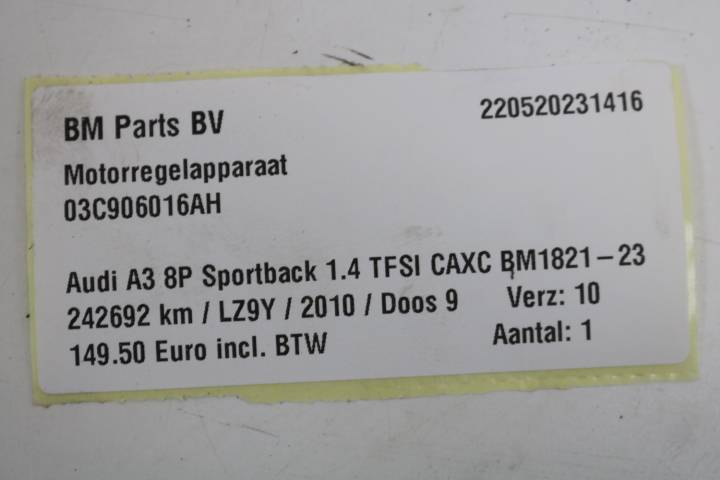 BM Parts BV 220520231416
Motorregelapparaat
03C906016AH
Audi A3 8P Sportback 1.4 TFSI CAXC BM1821-23
242692 km / LZ9Y / 2010 / Doos 9 Verz: 10
149.50 Euro incl. BTW Aantal: 1